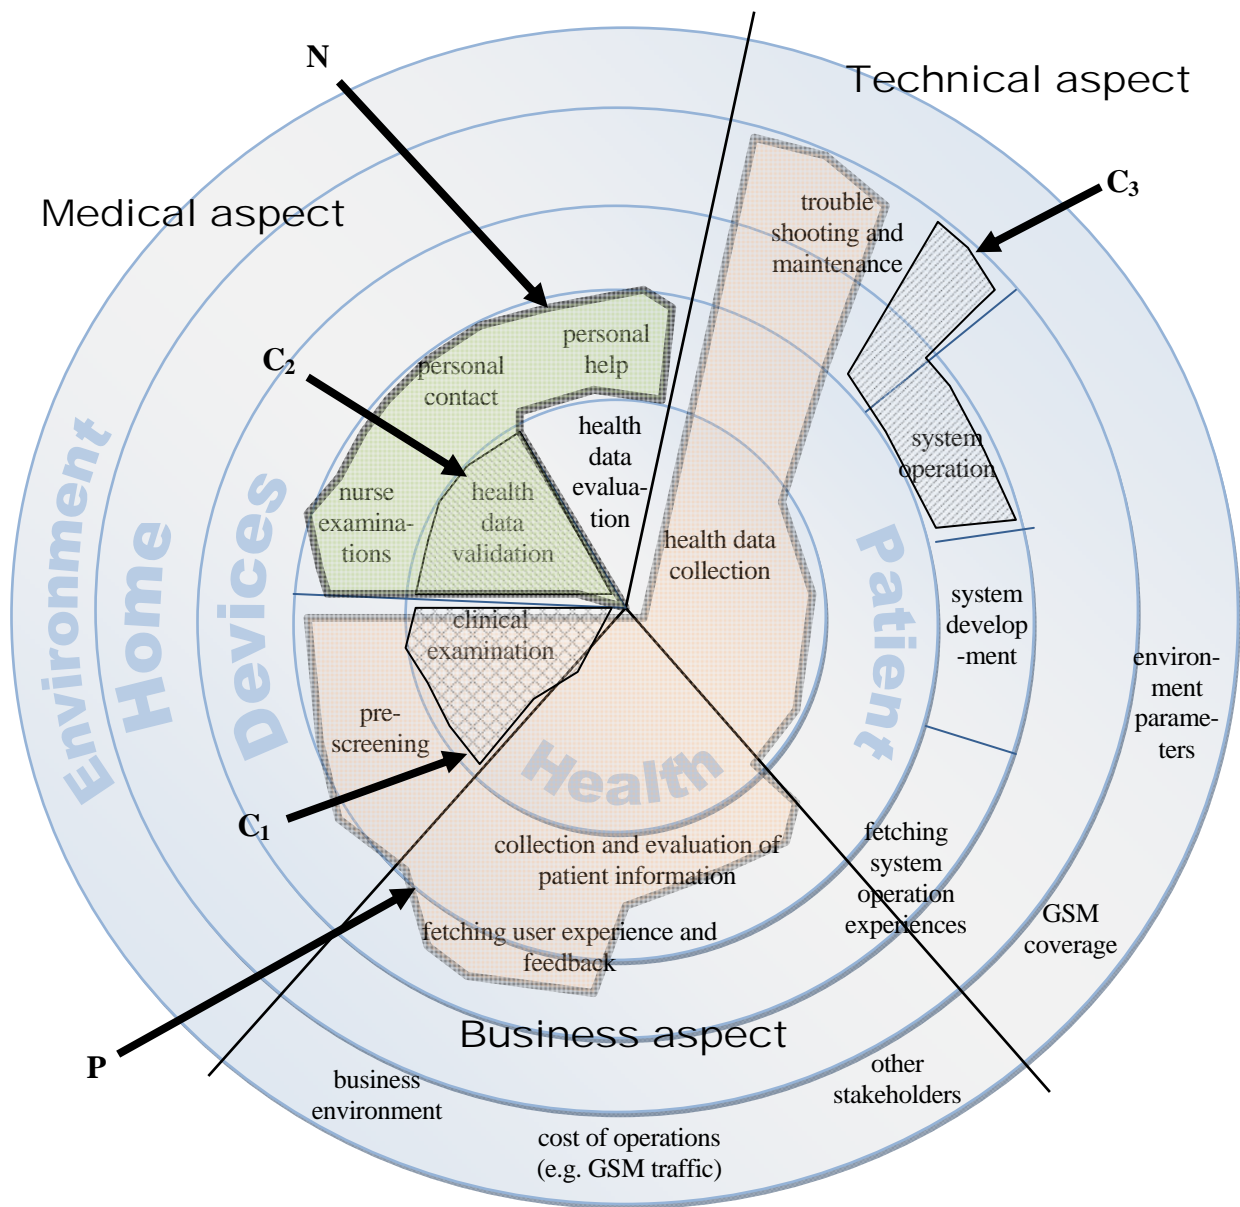 N
Technical aspect
C3
Medical aspect
trouble
shooting and
maintenance
personal
help
C2
personal
contact
health
data
evalua-
tion
system
operation
nurse
examina-
tions
health
data
validation
health data
collection
Environment
Home
Devices
Patient
Health
clinical
examination
system
develop
-ment
environ-
ment
parame-
ters
pre-
screening
C1
collection and evaluation of
patient information
fetching
system
operation
experiences
GSM
coverage
fetching user experience and
feedback
Business aspect
P
business
environment
other
stakeholders
cost of operations
(e.g. GSM traffic)